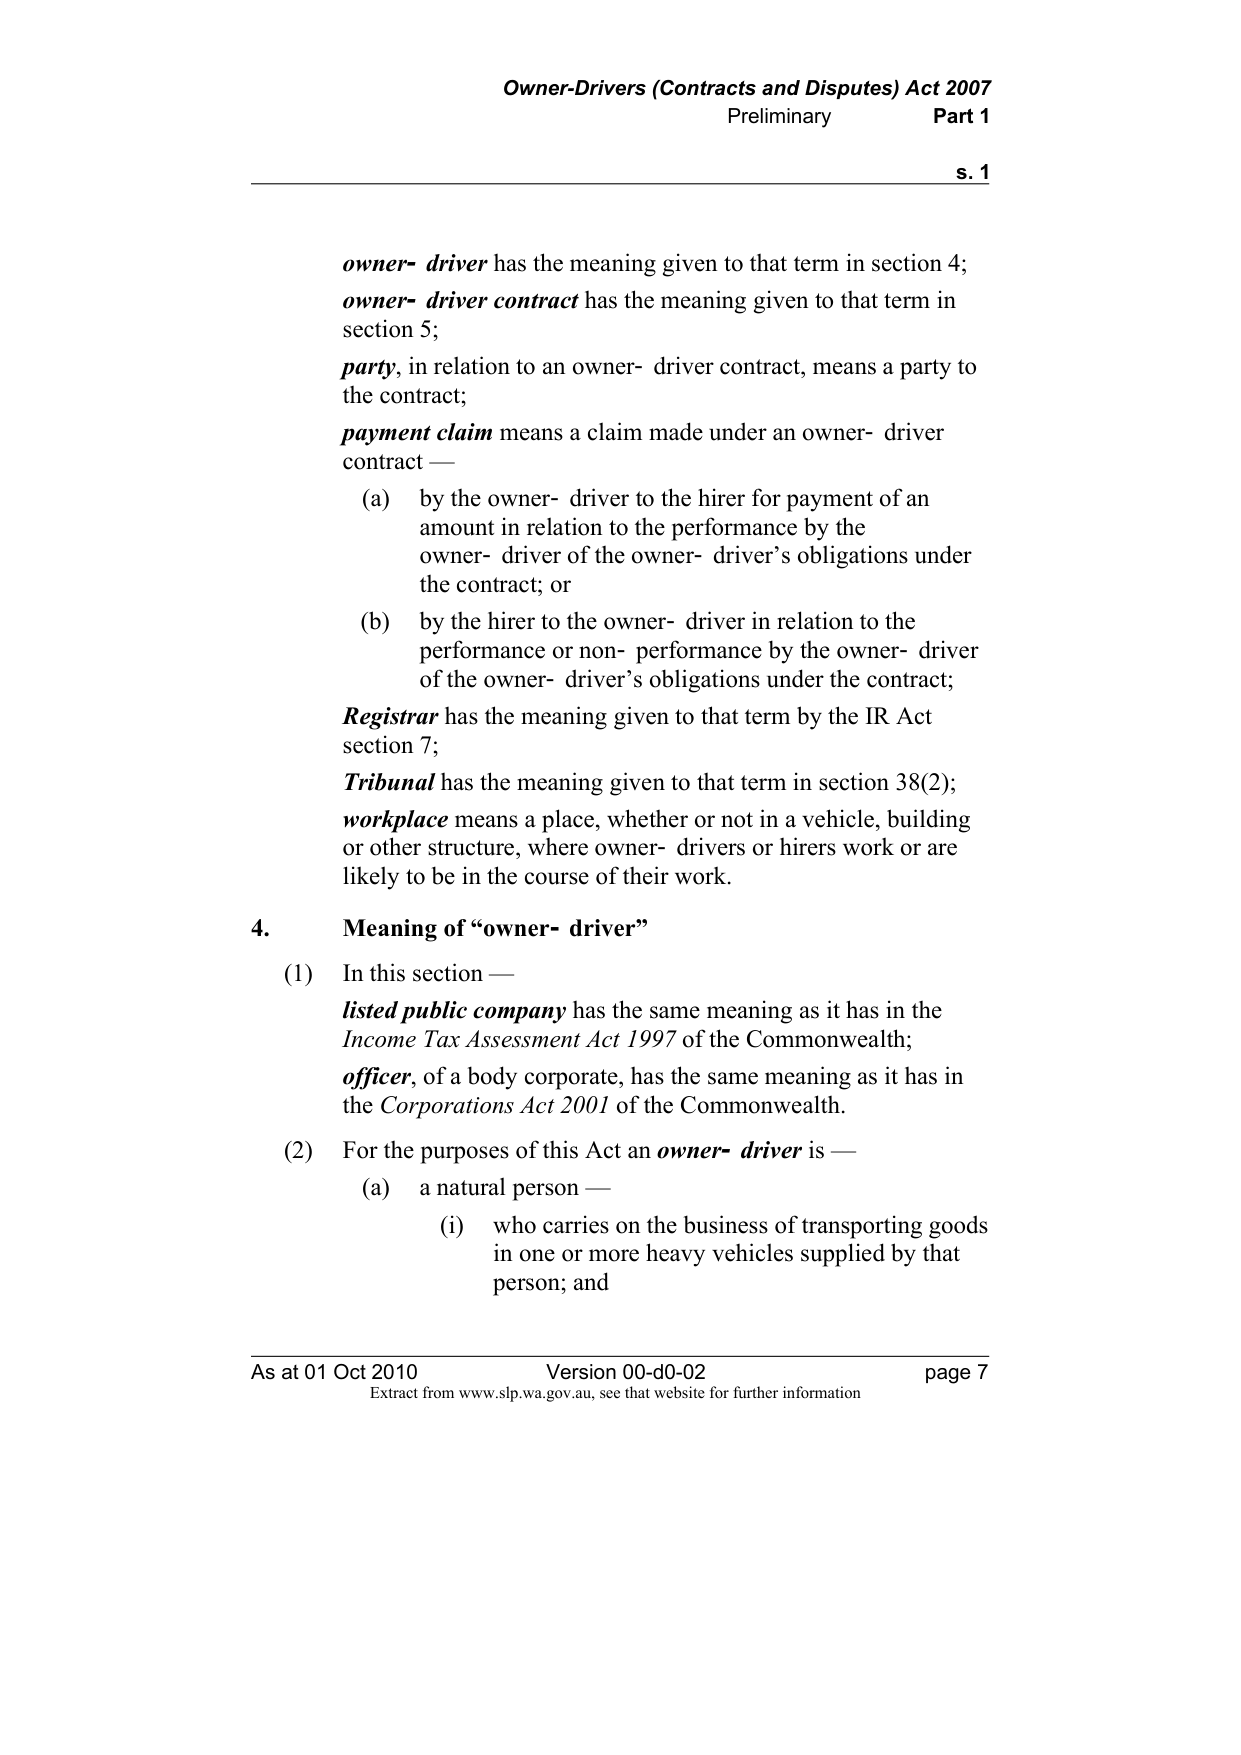 Owner-Drivers (Contracts and Disputes) Act 2007
Preliminary Part 1
s. 1
owner- driver has the meaning given to that term in section 4;
owner- driver contract has the meaning given to that term in
section 5;
party, in relation to an owner- driver contract, means a party to
the contract;
payment claim means a claim made under an owner- driver
contract —
(a) by the owner- driver to the hirer for payment of an
amount in relation to the performance by the
owner- driver of the owner- driver’s obligations under
the contract; or
(b) by the hirer to the owner- driver in relation to the
performance or non- performance by the owner- driver
of the owner- driver’s obligations under the contract;
Registrar has the meaning given to that term by the IR Act
section 7;
Tribunal has the meaning given to that term in section 38(2);
workplace means a place, whether or not in a vehicle, building
or other structure, where owner- drivers or hirers work or are
likely to be in the course of their work.
4. Meaning of “owner- driver”
(1) In this section —
listed public company has the same meaning as it has in the
Income Tax Assessment Act 1997 of the Commonwealth;
officer, of a body corporate, has the same meaning as it has in
the Corporations Act 2001 of the Commonwealth.
(2) For the purposes of this Act an owner- driver is —
(a) a natural person —
(i) who carries on the business of transporting goods
in one or more heavy vehicles supplied by that
person; and
As at 01 Oct 2010 Version 00-d0-02 page 7
Extract from www.slp.wa.gov.au, see that website for further information